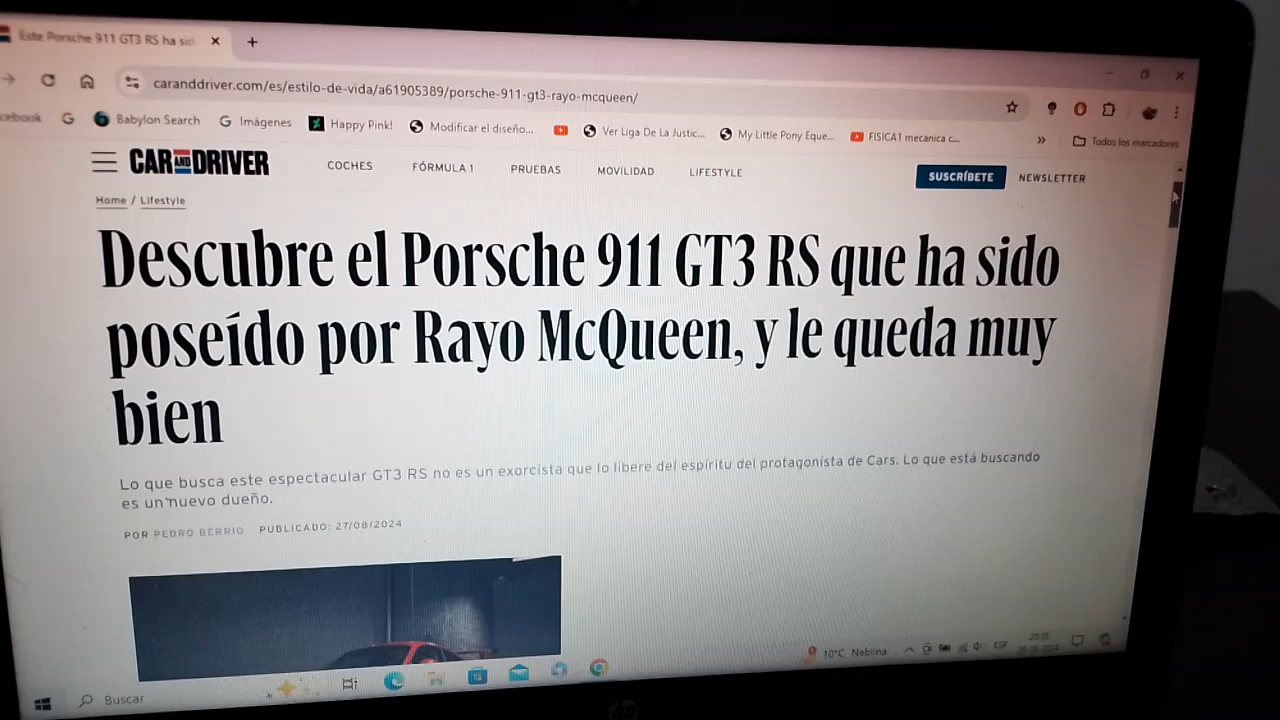 Este Porsche 911 GT3 RS ha sid
caranddriver.com/es/estilo-de-vida/a61905389/porsche-911-gt3-rayo-mcqueen/
cebook Babylon Search Imágenes Happy Pink! Modificar el diseño... Ver Liga De La Justic... My Little Pony Eque... FISICA1 mecanica c... » Todos los marcadores
CAR AND DRIVER COCHES FÓRMULA 1 PRUEBAS MOVILIDAD LIFESTYLE SUSCRÍBETE NEWSLETTER
Home / Lifestyle
Descubre el Porsche 911 GT3 RS que ha sido
poseído por Rayo McQueen, y le queda muy
bien
Lo que busca este espectacular GT3 RS no es un exorcista que lo libere del espíritu del protagonista de Cars. Lo que está buscando
es un nuevo dueño.
POR PEDRO BERRIO PUBLICADO: 27/08/2024
10°C Neblina ESP
Buscar
hp